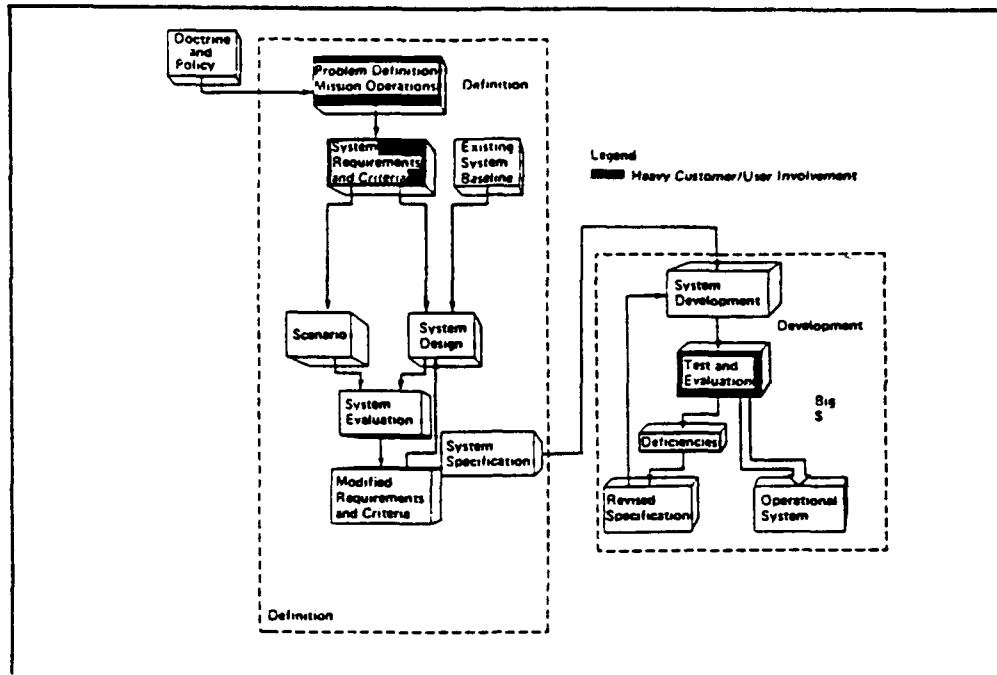 Doctrine
and
Policy
Problem Definition
Mission Operations
Definition
System
Requirements
and Criteria
Existing
System
Baseline
Legend
Heavy Customer/User Involvement
Scenario
System
Design
System
Evaluation
System
Specification
Modified
Requirements
and Criteria
Definition
System
Development
Development
Test and
Evaluation
Big
$
Deficiencies
Revised
Specification
Operational
System